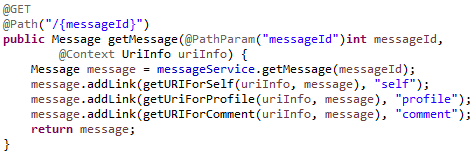 @GET
@Path("/{messageId}")
public Message getMessage(@PathParam("messageId")int messageId,
        @Context UriInfo uriInfo) {
    Message message = messageService.getMessage(messageId);
    message.addLink(getURIForSelf(uriInfo, message), "self");
    message.addLink(getUriForProfile(uriInfo, message), "profile");
    message.addLink(getURIForComment(uriInfo, message), "comment");
    return message;
}